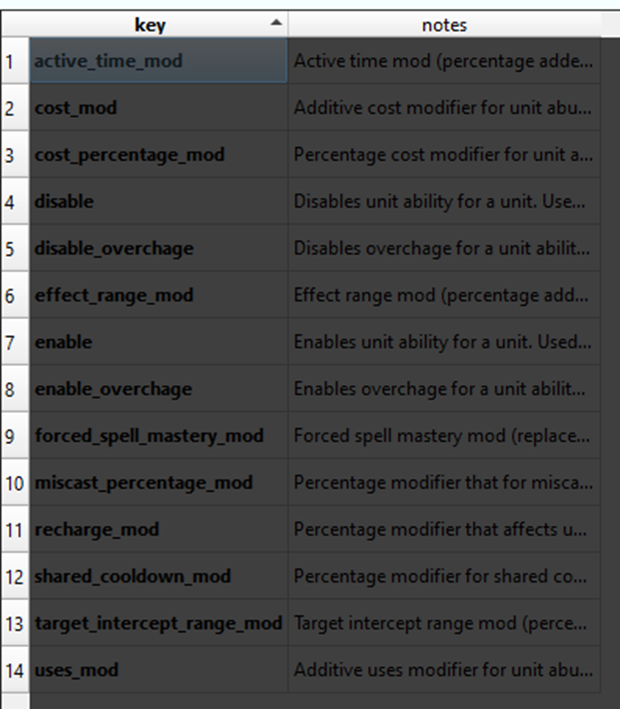 key notes
1 active_time_mod Active time mod (percentage adde...
2 cost_mod Additive cost modifier for unit abu...
3 cost_percentage_mod Percentage cost modifier for unit a...
4 disable Disables unit ability for a unit. Use...
5 disable_overchage Disables overchage for a unit abilit...
6 effect_range_mod Effect range mod (percentage add...
7 enable Enables unit ability for a unit. Used...
8 enable_overchage Enables overchage for a unit abilit...
9 forced_spell_mastery_mod Forced spell mastery mod (replace...
10 miscast_percentage_mod Percentage modifier that for misca...
11 recharge_mod Percentage modifier that affects u...
12 shared_cooldown_mod Percentage modifier for shared co...
13 target_intercept_range_mod Target intercept range mod (perce...
14 uses_mod Additive uses modifier for unit abu...